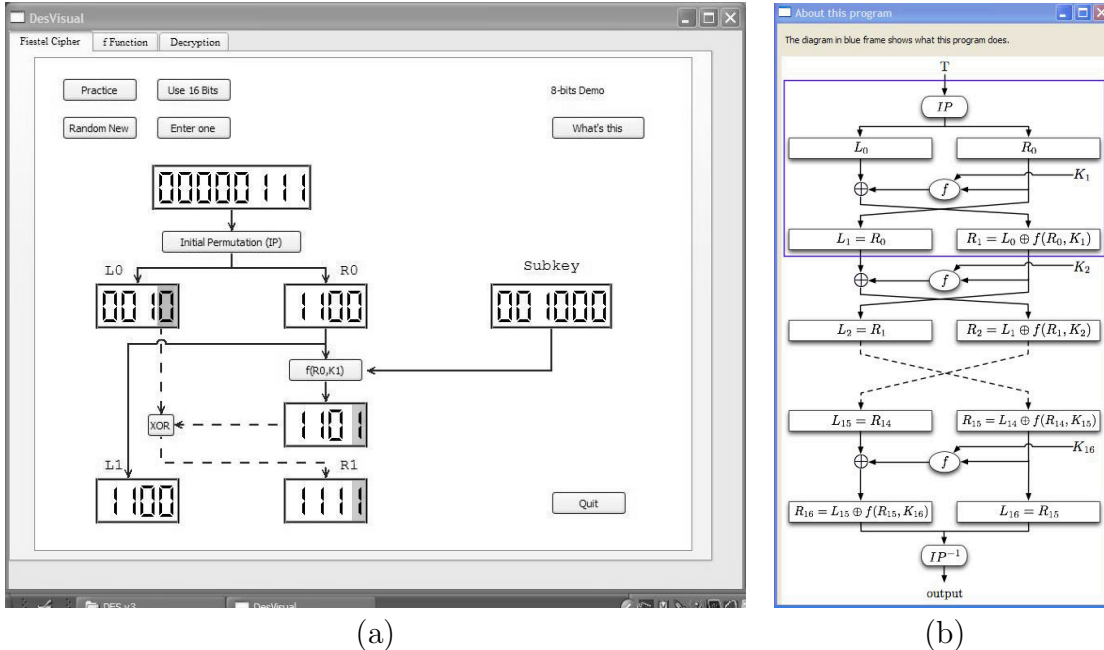 DesVisual
Fiestel Cipher f Function Decryption
Practice Use 16 Bits 8-bits Demo
Random New Enter one What's this
00000111
Initial Permutation (IP)
L0 R0 Subkey
0010 1100 001000
f(R0,K1)
XOR 1101
L1 R1
1100 1111 Quit
DES v3 DesVisual
(a)
About this program
The diagram in blue frame shows what this program does.
T
IP
L₀ R₀
⊕ f K₁
L₁ = R₀ R₁ = L₀ ⊕ f(R₀, K₁)
⊕ f K₂
L₂ = R₁ R₂ = L₁ ⊕ f(R₁, K₂)
L₁₅ = R₁₄ R₁₅ = L₁₄ ⊕ f(R₁₄, K₁₅)
⊕ f K₁₆
R₁₆ = L₁₅ ⊕ f(R₁₅, K₁₆) L₁₆ = R₁₅
IP⁻¹
output
(b)